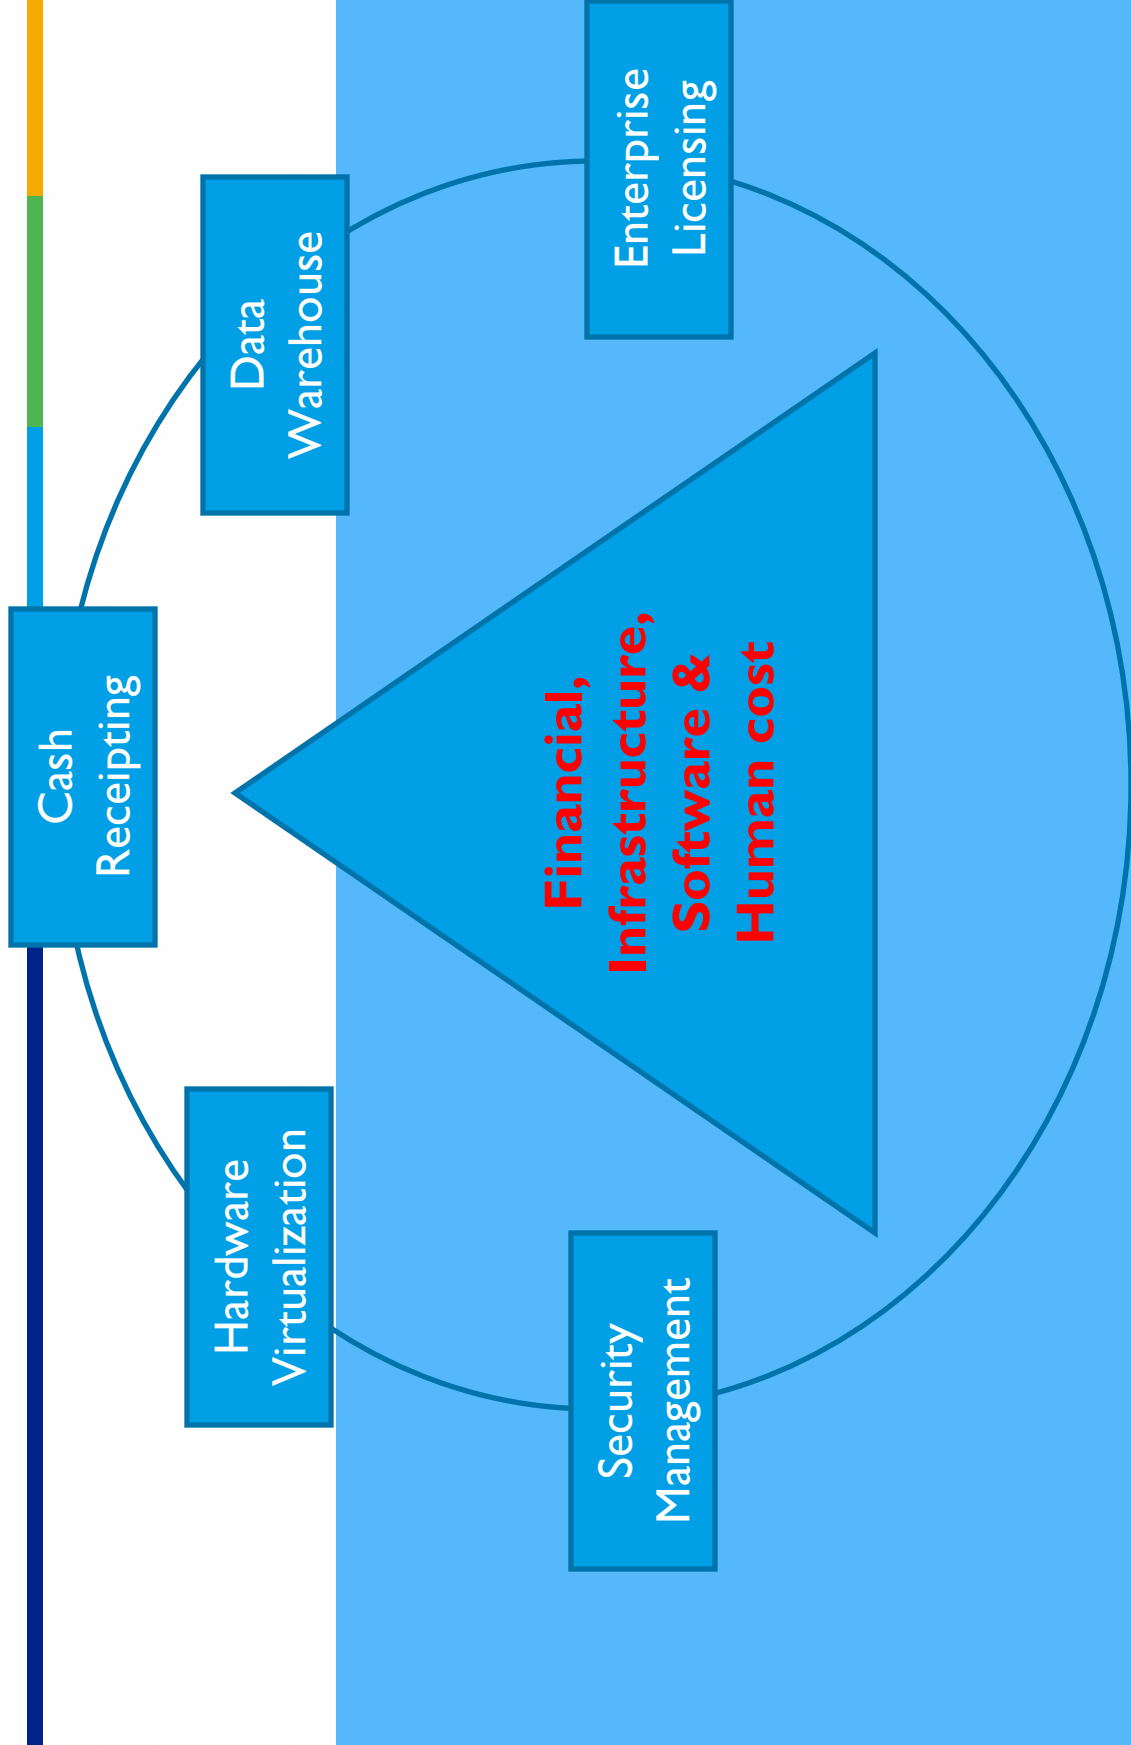 Cash
Receipting
Hardware
Virtualization
Data
Warehouse
Security
Management
Enterprise
Licensing
Financial,
Infrastructure,
Software &
Human cost